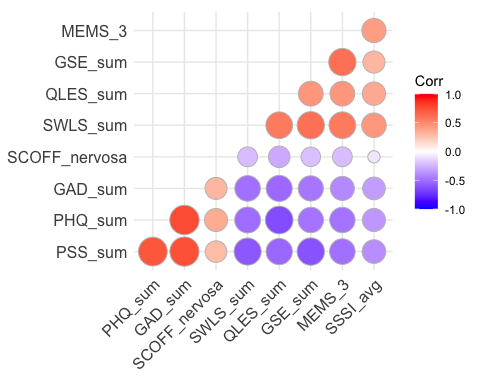 MEMS_3
GSE_sum
QLES_sum
SWLS_sum
SCOFF_nervosa
GAD_sum
PHQ_sum
PSS_sum
PHQ_sum
GAD_sum
SCOFF_nervosa
SWLS_sum
QLES_sum
GSE_sum
MEMS_3
SSSI_avg
Corr
1.0
0.5
0.0
-0.5
-1.0